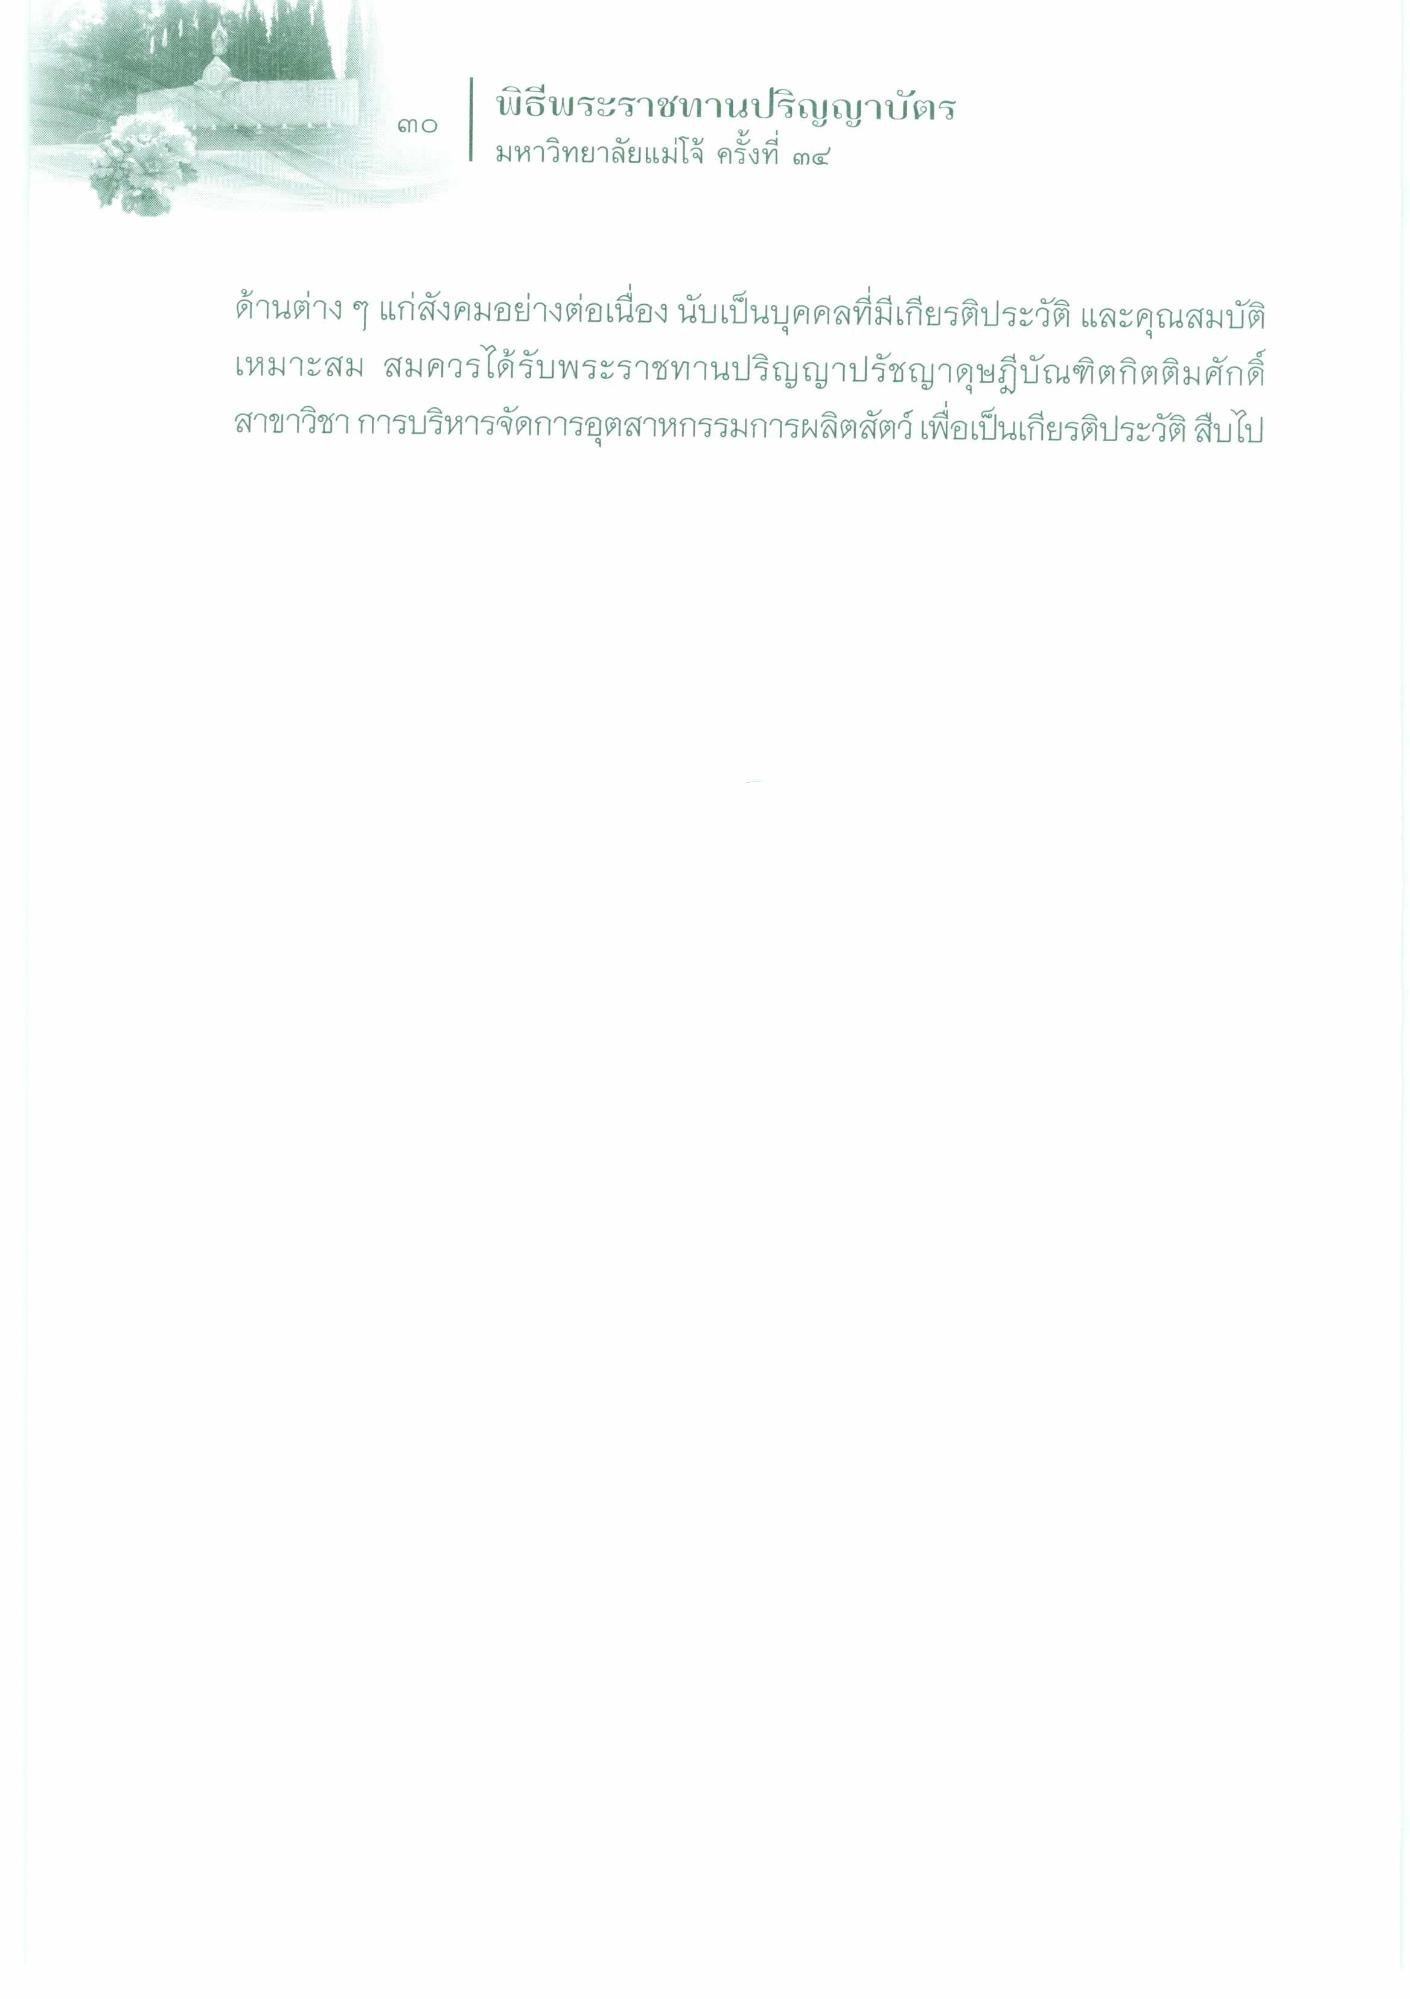 ๓๐
พิธีพระราชทานปริญญาบัตร
มหาวิทยาลัยแม่โจ้ ครั้งที่ ๓๔
ด้านต่าง ๆ แก่สังคมอย่างต่อเนื่อง นับเป็นบุคคลที่มีเกียรติประวัติ และคุณสมบัติ
เหมาะสม สมควรได้รับพระราชทานปริญญาปรัชญาดุษฎีบัณฑิตกิตติมศักดิ์
สาขาวิชา การบริหารจัดการอุตสาหกรรมการผลิตสัตว์ เพื่อเป็นเกียรติประวัติ สืบไป